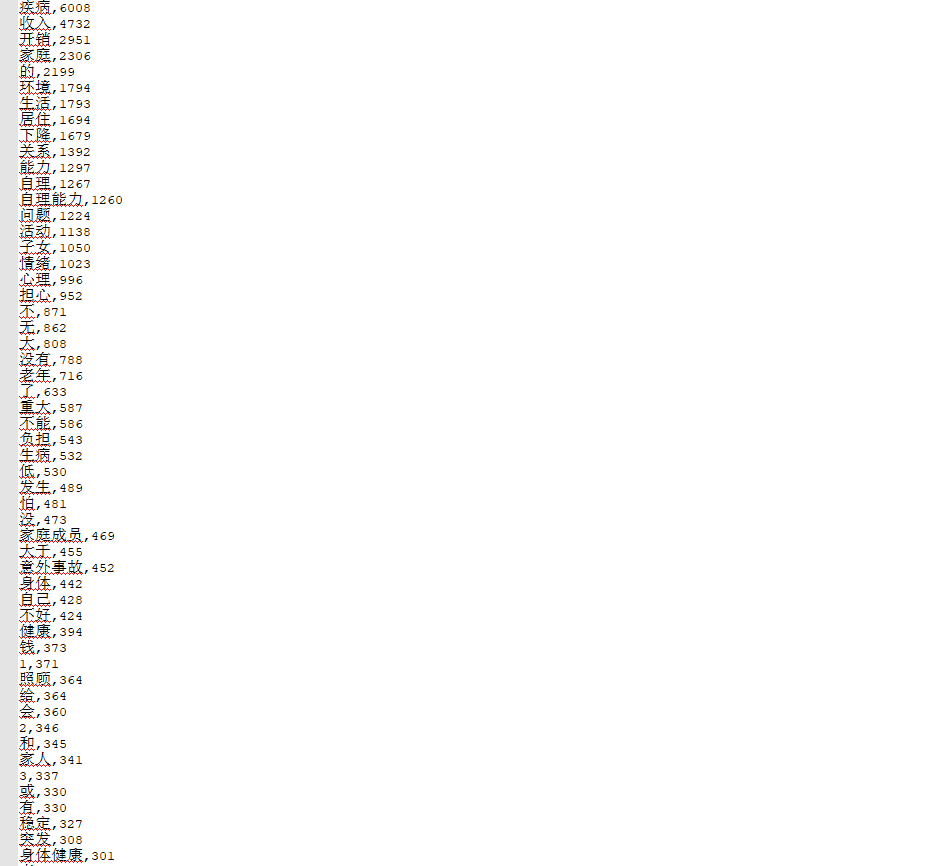 疾病,6008
收入,4732
开销,2951
家庭,2306
的,2199
环境,1794
生活,1793
居住,1694
下降,1679
关系,1392
能力,1297
自理,1267
自理能力,1260
问题,1224
活动,1138
子女,1050
情绪,1023
心理,996
担心,952
不,871
无,862
大,808
没有,788
老年,716
了,633
重大,587
不能,586
负担,543
生病,532
低,530
发生,489
怕,481
没,473
家庭成员,469
大于,455
意外事故,452
身体,442
自己,428
不好,424
健康,394
钱,373
1,371
照顾,364
给,364
会,360
2,346
和,345
家人,341
3,337
或,330
有,330
稳定,327
突发,308
身体健康,301